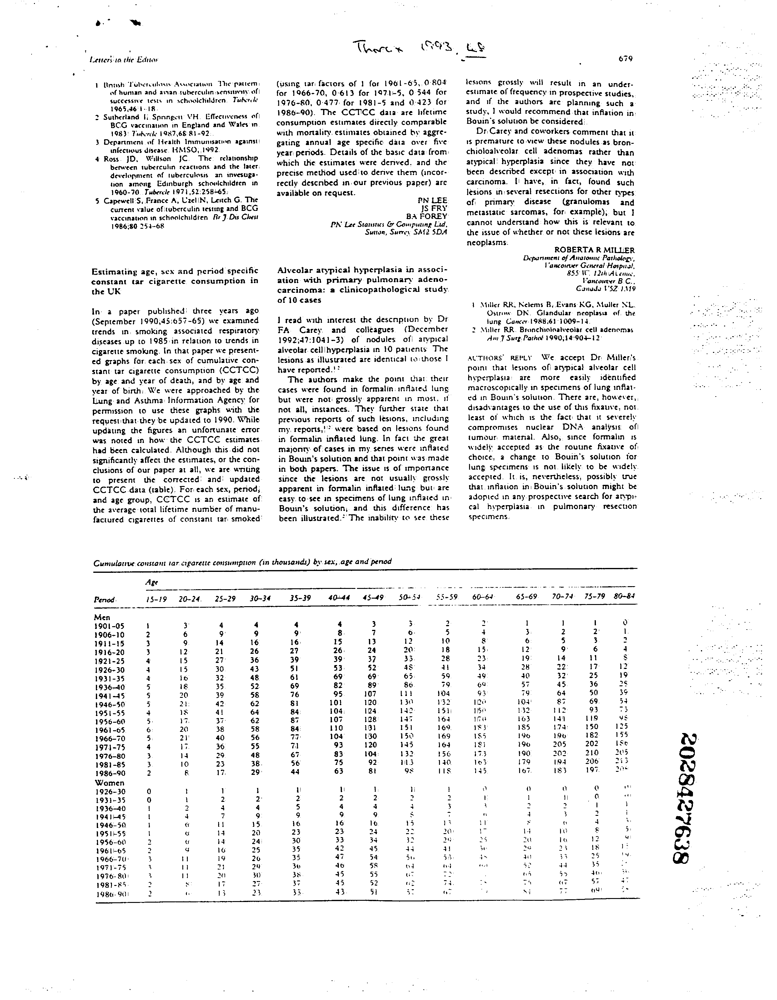 Thorax 1993, 48
Letters to the Editor
679
1 British Tuberculosis Association. The pattern
of human and avian tuberculin sensitivity of
successive tests in schoolchildren. Tubercle
1965;46:1-18.
2 Sutherland I, Springett VH. Effectiveness of
BCG vaccination in England and Wales in
1983. Tubercle 1987;68:81-92.
3 Department of Health. Immunisation against
infectious disease. HMSO, 1992.
4 Ross JD, Willson JC. The relationship
between tuberculin reactions and the later
development of tuberculosis: an investiga-
tion among Edinburgh schoolchildren in
1960-70. Tubercle 1971;52:258-65.
5 Capewell S, France A, Uzel N, Leitch G. The
current value of tuberculin testing and BCG
vaccination in schoolchildren. Br J Dis Chest
1986;80:254-68
Estimating age, sex and period specific
constant tar cigarette consumption in
the UK
In a paper published three years ago
(September 1990;45:657-65) we examined
trends in smoking associated respiratory
diseases up to 1985 in relation to trends in
cigarette smoking. In that paper we present-
ed graphs for each sex of cumulative con-
stant tar cigarette consumption (CCTCC)
by age and year of death, and by age and
year of birth. We were approached by the
Lung and Asthma Information Agency for
permission to use these graphs with the
request that they be updated to 1990. While
updating the figures an unfortunate error
was noted in how the CCTCC estimates
had been calculated. Although this did not
significantly affect the estimates, or the con-
clusions of our paper at all, we are writing
to present the corrected and updated
CCTCC data (table). For each sex, period,
and age group, CCTCC is an estimate of
the average total lifetime number of manu-
factured cigarettes of constant tar smoked
(using tar factors of 1 for 1961-65, 0·804
for 1966-70, 0·613 for 1971-5, 0·544 for
1976-80, 0·477 for 1981-5 and 0·423 for
1986-90). The CCTCC data are lifetime
consumption estimates directly comparable
with mortality estimates obtained by aggre-
gating annual age specific data over five
year periods. Details of the basic data from
which the estimates were derived, and the
precise method used to derive them (incor-
rectly described in our previous paper) are
available on request.
PN LEE
JS FRY
BA FOREY
PN Lee Statistics & Computing Ltd,
Sutton, Surrey SM2 5DA
Alveolar atypical hyperplasia in associ-
ation with primary pulmonary adeno-
carcinoma: a clinicopathological study
of 10 cases
I read with interest the description by Dr
FA Carey and colleagues (December
1992;47:1041-3) of nodules of atypical
alveolar cell hyperplasia in 10 patients. The
lesions as illustrated are identical to those I
have reported.1 2
The authors make the point that their
cases were found in formalin inflated lung
but were not grossly apparent in most, if
not all, instances. They further state that
previous reports of such lesions, including
my reports,1 2 were based on lesions found
in formalin inflated lung. In fact the great
majority of cases in my series were inflated
in Bouin's solution and that point was made
in both papers. The issue is of importance
since the lesions are not usually grossly
apparent in formalin inflated lung but are
easy to see in specimens of lung inflated in
Bouin's solution, and this difference has
been illustrated.2 The inability to see these
lesions grossly will result in an under-
estimate of frequency in prospective studies,
and if the authors are planning such a
study, I would recommend that inflation in
Bouin's solution be considered.
Dr Carey and coworkers comment that it
is premature to view these nodules as bron-
chioloalveolar cell adenomas rather than
atypical hyperplasia since they have not
been described except in association with
carcinoma. I have, in fact, found such
lesions in several resections for other types
of primary disease (granulomas and
metastatic sarcomas, for example), but I
cannot understand how this is relevant to
the issue of whether or not these lesions are
neoplasms.
ROBERTA R MILLER
Department of Anatomic Pathology,
Vancouver General Hospital,
855 W. 12th Avenue,
Vancouver B.C.,
Canada V5Z 1M9
1 Miller RR, Nelems B, Evans KG, Muller NL,
Ostrow DN. Glandular neoplasia of the
lung. Cancer 1988;61:1009-14.
2 Miller RR. Bronchioloalveolar cell adenomas
Am J Surg Pathol 1990;14:904-12
AUTHORS' REPLY We accept Dr Miller's
point that lesions of atypical alveolar cell
hyperplasia are more easily identified
macroscopically in specimens of lung inflat-
ed in Bouin's solution. There are, however,
disadvantages to the use of this fixative, not
least of which is the fact that it severely
compromises nuclear DNA analysis of
tumour material. Also, since formalin is
widely accepted as the routine fixative of
choice, a change to Bouin's solution for
lung specimens is not likely to be widely
accepted. It is, nevertheless, possibly true
that inflation in Bouin's solution might be
adopted in any prospective search for atypi-
cal hyperplasia in pulmonary resection
specimens.
Cumulative constant tar cigarette consumption (in thousands) by sex, age and period
Age
Period 15-19 20-24 25-29 30-34 35-39 40-44 45-49 50-54 55-59 60-64 65-69 70-74 75-79 80-84
Men
1901-05 1 3 4 4 4 4 3 3 2 2 1 1 1 0
1906-10 2 6 9 9 9 8 7 6 5 4 3 2 2 1
1911-15 3 9 14 16 16 15 13 12 10 8 6 5 3 2
1916-20 3 12 21 26 27 26 24 20 18 15 12 9 6 4
1921-25 4 15 27 36 39 39 37 33 28 23 19 14 11 8
1926-30 4 15 30 43 51 53 52 48 41 34 28 22 17 12
1931-35 4 16 32 48 61 69 69 65 59 49 40 32 25 19
1936-40 5 18 35 52 69 82 89 86 79 69 57 45 36 28
1941-45 5 20 39 58 76 95 107 111 104 93 79 64 50 39
1946-50 5 21 42 62 81 101 120 130 132 120 104 87 69 54
1951-55 4 18 41 64 84 104 124 142 151 150 132 112 93 73
1956-60 5 17 37 62 87 107 128 147 164 170 163 141 119 98
1961-65 6 20 38 58 84 110 131 151 169 183 185 174 150 125
1966-70 5 21 40 56 77 104 130 150 169 185 196 196 182 155
1971-75 4 17 36 55 71 93 120 145 164 181 196 205 202 186
1976-80 3 14 29 48 67 83 104 132 156 173 190 202 210 205
1981-85 3 10 23 38 56 75 92 113 140 163 179 194 206 213
1986-90 2 8 17 29 44 63 81 98 118 145 167 183 197
Women
1926-30 0 1 1 1 1 1 1 1 1 0 0 0
1931-35 0 1 2 2 2 2 2 2 1 1 1 0
1936-40 1 2 4 4 5 4 4 4 3 2 2 1 1
1941-45 1 4 7 9 9 9 9 4 3 2 1
1946-50 1 6 11 15 16 16 16 15 13 11 8 6 4
1951-55 1 6 14 20 23 23 24 22 20 17 14 10 8
1956-60 2 6 14 24 30 33 34 32 29 25 20 16 12
1961-65 2 9 16 25 35 42 45 44 41 29 23 18
1966-70 3 11 19 26 35 47 54 40 33 25
1971-75 3 11 21 29 36 46 58 64 52 44 35
1976-80 3 11 20 30 38 45 55 55
1981-85 2 8 17 27 37 45 52 62 74 67 57
1986-90 2 13 23 33 43 51
2028427638